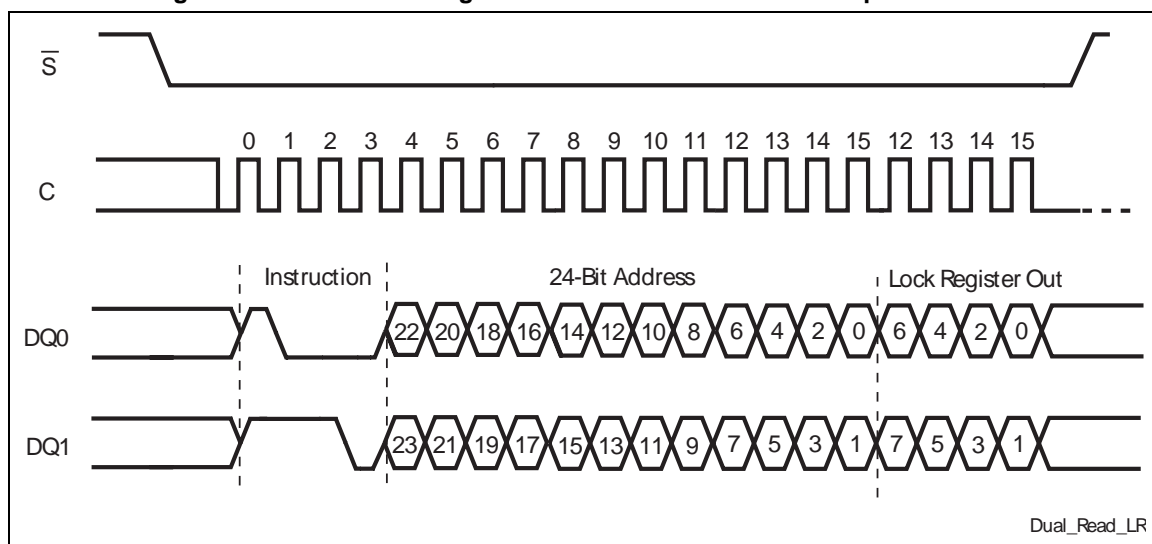 S̅
0 1 2 3 4 5 6 7 8 9 10 11 12 13 14 15 12 13 14 15
C
Instruction 24-Bit Address Lock Register Out
DQ0 22 20 18 16 14 12 10 8 6 4 2 0 6 4 2 0
DQ1 23 21 19 17 15 13 11 9 7 5 3 1 7 5 3 1
Dual_Read_LR